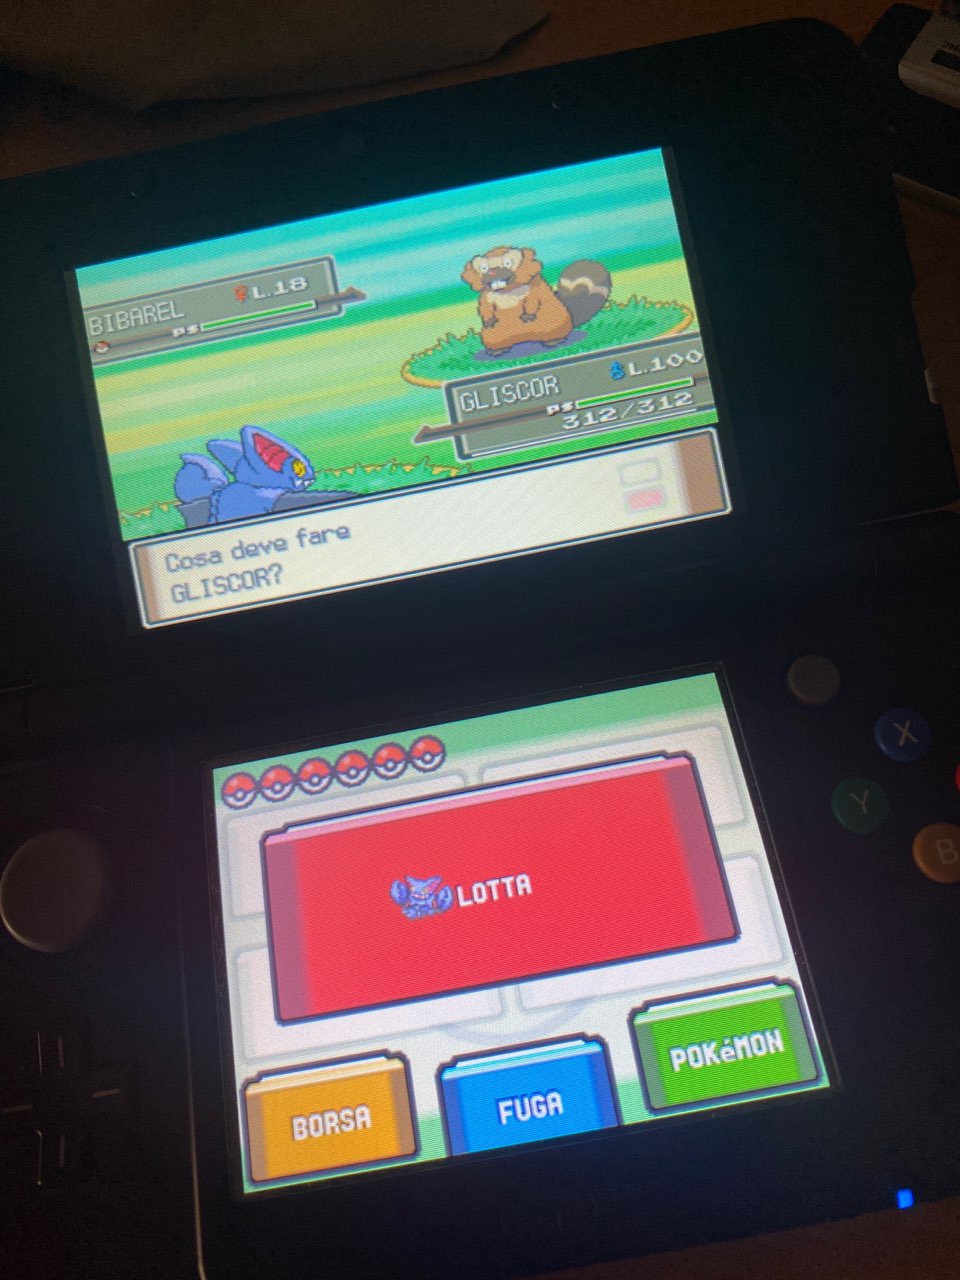 BIBAREL ♀L.18
PS
GLISCOR ♂L.100
PS
312/312
Cosa deve fare
GLISCOR?
LOTTA
BORSA
FUGA
POKéMON
X
Y
B